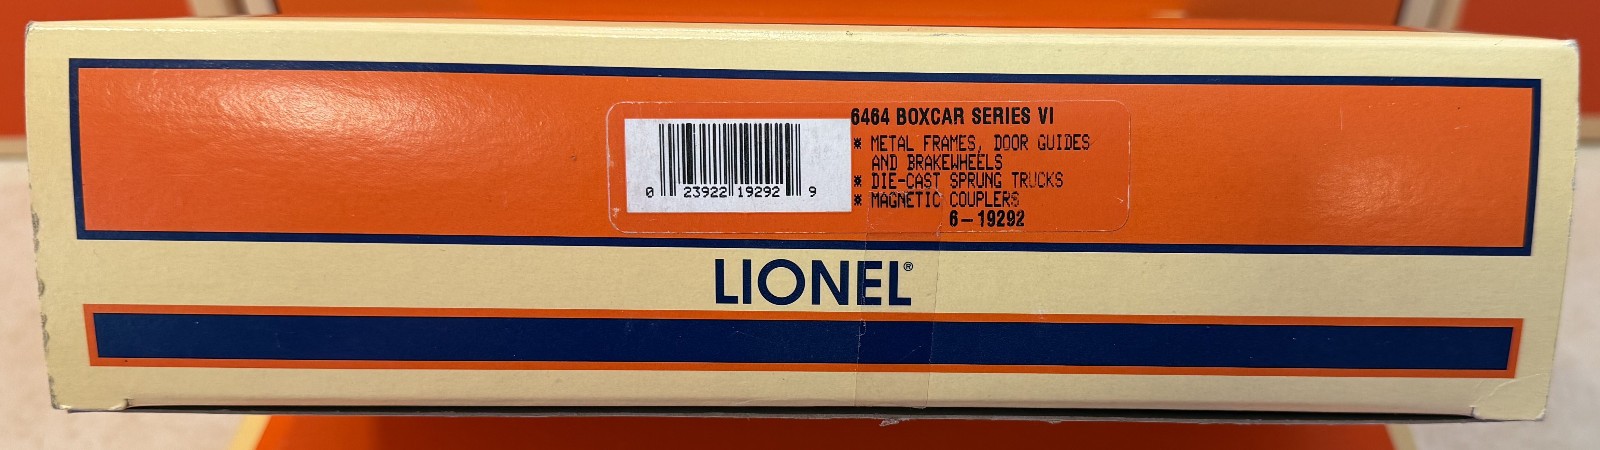 6464 BOXCAR SERIES VI
* METAL FRAMES, DOOR GUIDES
AND BRAKEWHEELS
* DIE-CAST SPRUNG TRUCKS
* MAGNETIC COUPLERS
6-19292
0 23922 19292 9
LIONEL®